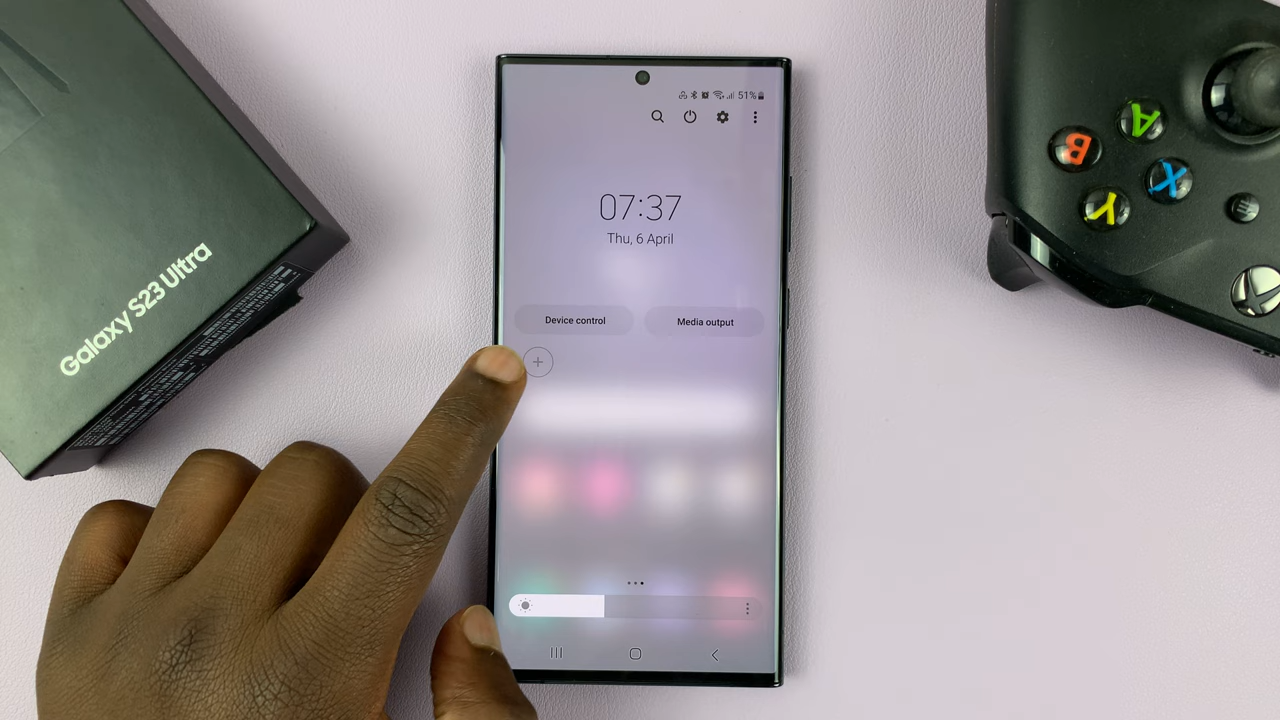 Galaxy S23 Ultra
51%
07:37
Thu, 6 April
Device control
Media output
A
B
X
Y